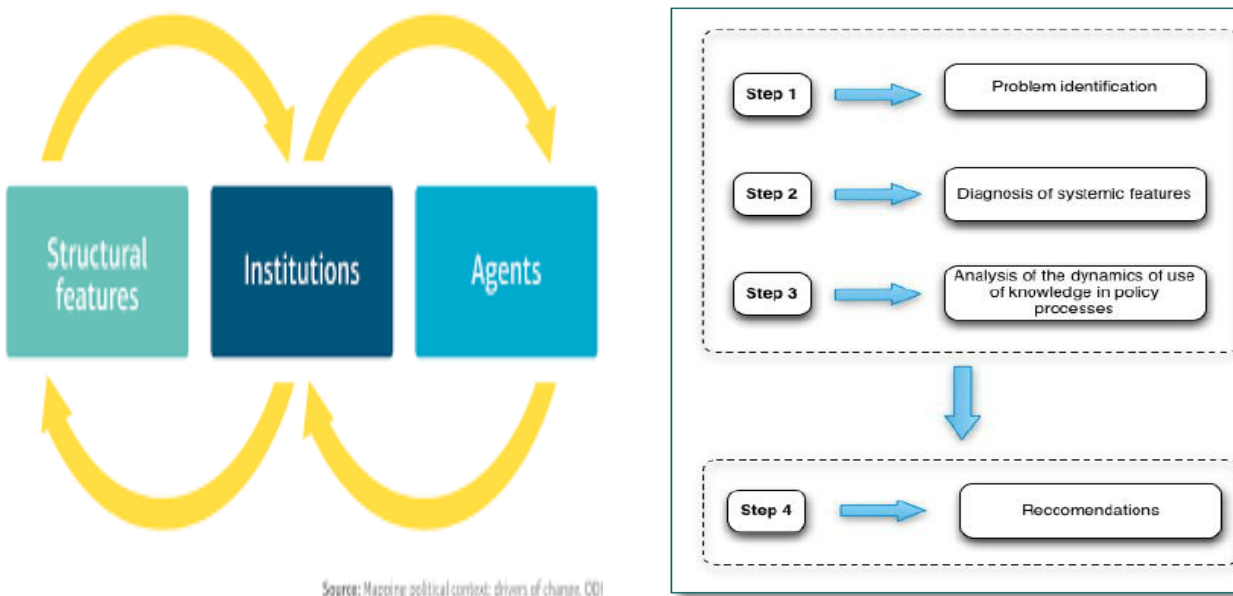 Structural
features
Institutions
Agents
Source: Mapping political context: drivers of change, ODI
Step 1
Problem identification
Step 2
Diagnosis of systemic features
Step 3
Analysis of the dynamics of use
of knowledge in policy
processes
Step 4
Reccomendations